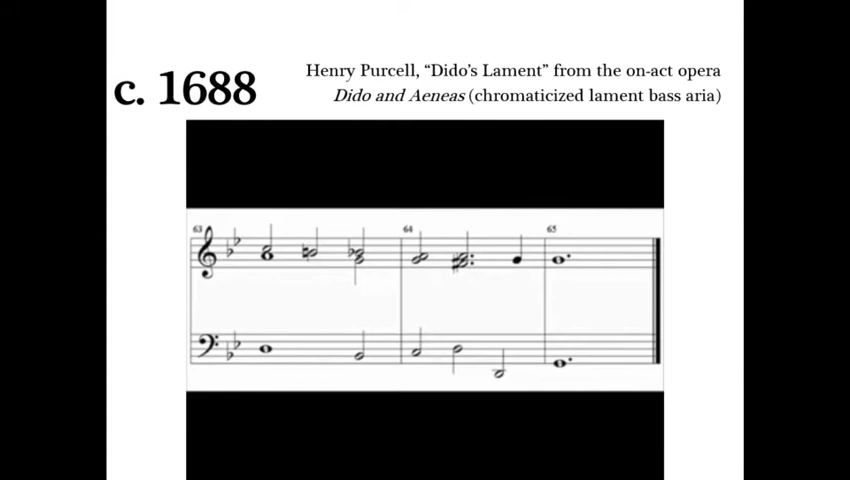 c. 1688
Henry Purcell, “Dido’s Lament” from the on-act opera
Dido and Aeneas (chromaticized lament bass aria)
63 64 65